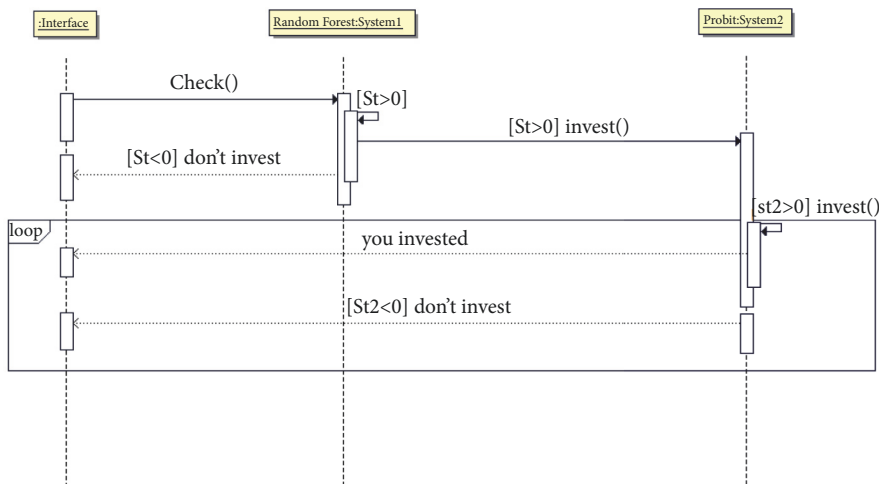 :Interface
Random Forest:System1
Probit:System2
Check()
[St>0]
[St>0] invest()
[St<0] don't invest
[st2>0] invest()
loop
you invested
[St2<0] don't invest